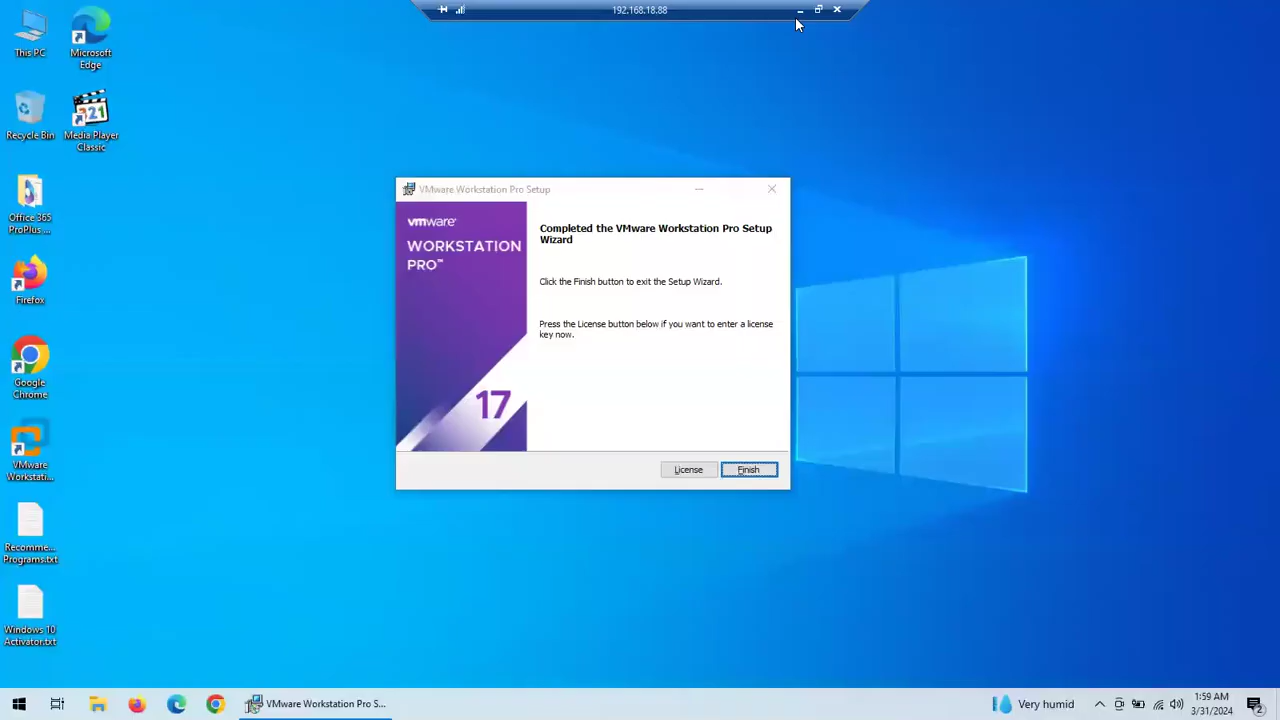 192.168.18.88
This PC
Microsoft
Edge
Recycle Bin
321
Media Player
Classic
Office 365
ProPlus ...
Firefox
Google
Chrome
VMware
Workstati...
Recomme...
Programs.txt
Windows 10
Activator.txt
VMware Workstation Pro Setup
vmware®
WORKSTATION
PRO™
17
Completed the VMware Workstation Pro Setup
Wizard
Click the Finish button to exit the Setup Wizard.
Press the License button below if you want to enter a license
key now.
License
Finish
VMware Workstation Pro S...
Very humid
1:59 AM
3/31/2024
2